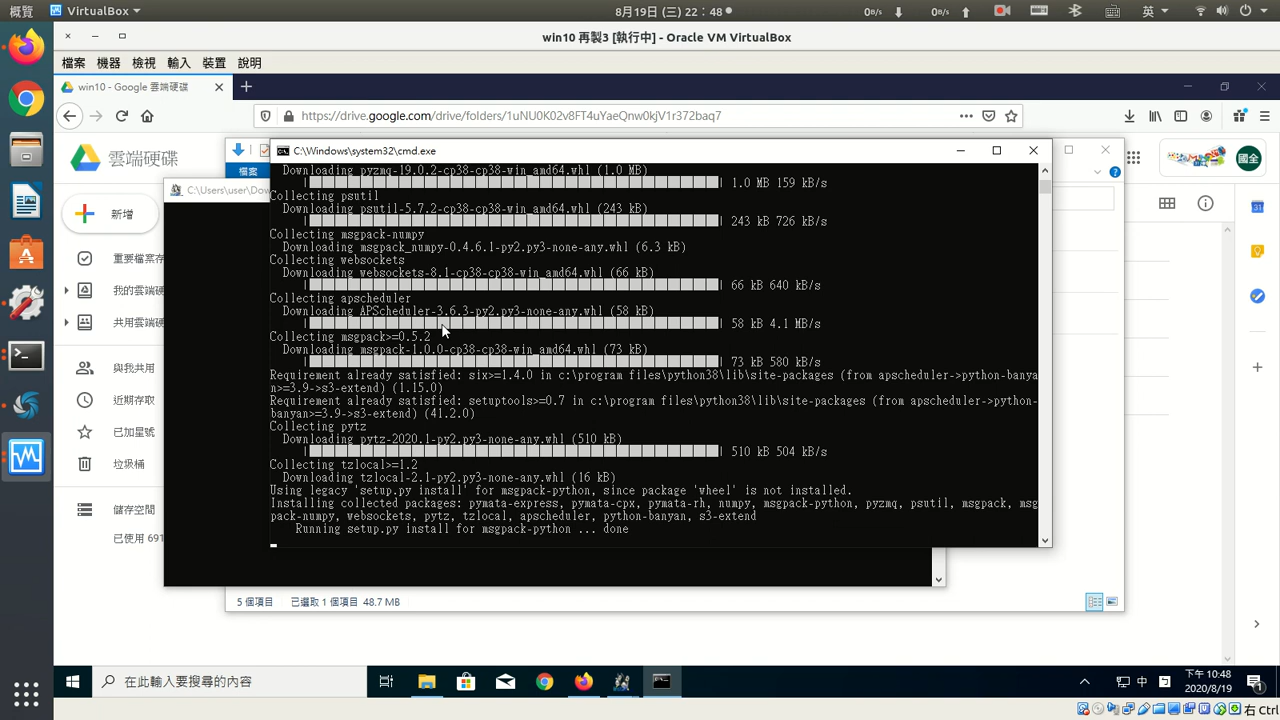 概覽
VirtualBox
8月19日 (三) 22：48
0B/s
0B/s
英
win10 再製3 [執行中] - Oracle VM VirtualBox
檔案 機器 檢視 輸入 裝置 說明
win10 - Google 雲端硬碟
https://drive.google.com/drive/folders/1uNU0K02v8FT4uYaeQnw0kjV1r372baq7
雲端硬碟
檔案
C:\Windows\system32\cmd.exe
國全
C:\Users\user\Dow
新增
重要檔案存
我的雲端硬
共用雲端硬
與我共用
近期存取
已加星號
垃圾桶
儲存空間
已使用 691
Downloading pyzmq-19.0.2-cp38-cp38-win_amd64.whl (1.0 MB)
1.0 MB 159 kB/s
Collecting psutil
Downloading psutil-5.7.2-cp38-cp38-win_amd64.whl (243 kB)
243 kB 726 kB/s
Collecting msgpack-numpy
Downloading msgpack_numpy-0.4.6.1-py2.py3-none-any.whl (6.3 kB)
Collecting websockets
Downloading websockets-8.1-cp38-cp38-win_amd64.whl (66 kB)
66 kB 640 kB/s
Collecting apscheduler
Downloading APScheduler-3.6.3-py2.py3-none-any.whl (58 kB)
58 kB 4.1 MB/s
Collecting msgpack>=0.5.2
Downloading msgpack-1.0.0-cp38-cp38-win_amd64.whl (73 kB)
73 kB 580 kB/s
Requirement already satisfied: six>=1.4.0 in c:\program files\python38\lib\site-packages (from apscheduler->python-banya
n>=3.9->s3-extend) (1.15.0)
Requirement already satisfied: setuptools>=0.7 in c:\program files\python38\lib\site-packages (from apscheduler->python-
banyan>=3.9->s3-extend) (41.2.0)
Collecting pytz
Downloading pytz-2020.1-py2.py3-none-any.whl (510 kB)
510 kB 504 kB/s
Collecting tzlocal>=1.2
Downloading tzlocal-2.1-py2.py3-none-any.whl (16 kB)
Using legacy 'setup.py install' for msgpack-python, since package 'wheel' is not installed.
Installing collected packages: pymata-express, pymata-cpx, pymata-rh, numpy, msgpack-python, pyzmq, psutil, msgpack, msg
pack-numpy, websockets, pytz, tzlocal, apscheduler, python-banyan, s3-extend
Running setup.py install for msgpack-python ... done
5 個項目 已選取 1 個項目 48.7 MB
在此輸入要搜尋的內容
中
下午 10:48
2020/8/19
1
右 Ctrl